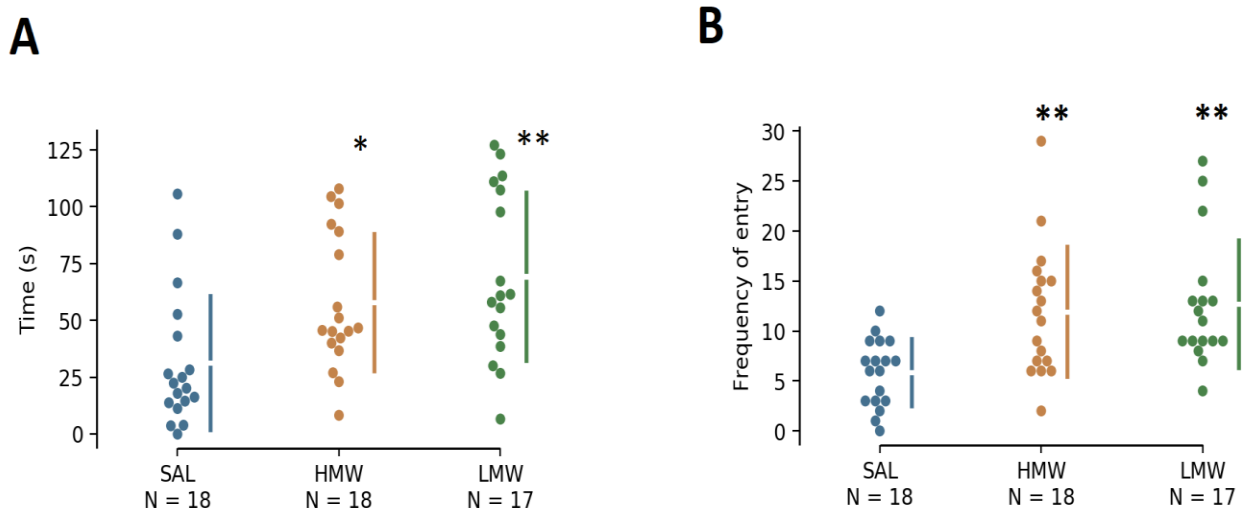 A
Time (s)
125
100
75
50
25
0
*
**
SAL
N = 18
HMW
N = 18
LMW
N = 17
B
Frequency of entry
30
25
20
15
10
5
0
**
**
SAL
N = 18
HMW
N = 18
LMW
N = 17